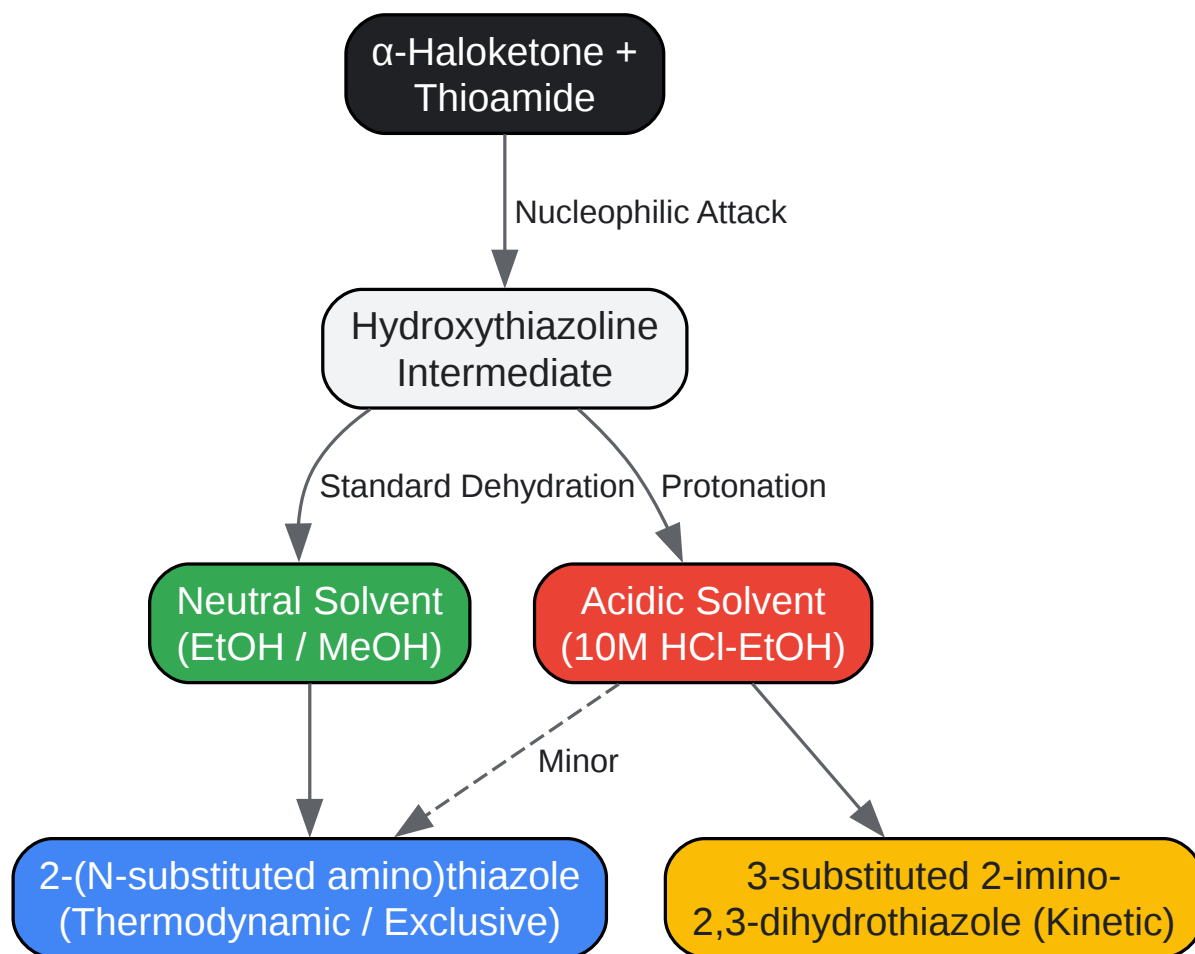 α-Haloketone +
Thioamide
Nucleophilic Attack
Hydroxythiazoline
Intermediate
Standard Dehydration
Protonation
Neutral Solvent
(EtOH / MeOH)
Acidic Solvent
(10M HCl-EtOH)
Minor
2-(N-substituted amino)thiazole
(Thermodynamic / Exclusive)
3-substituted 2-imino-
2,3-dihydrothiazole (Kinetic)